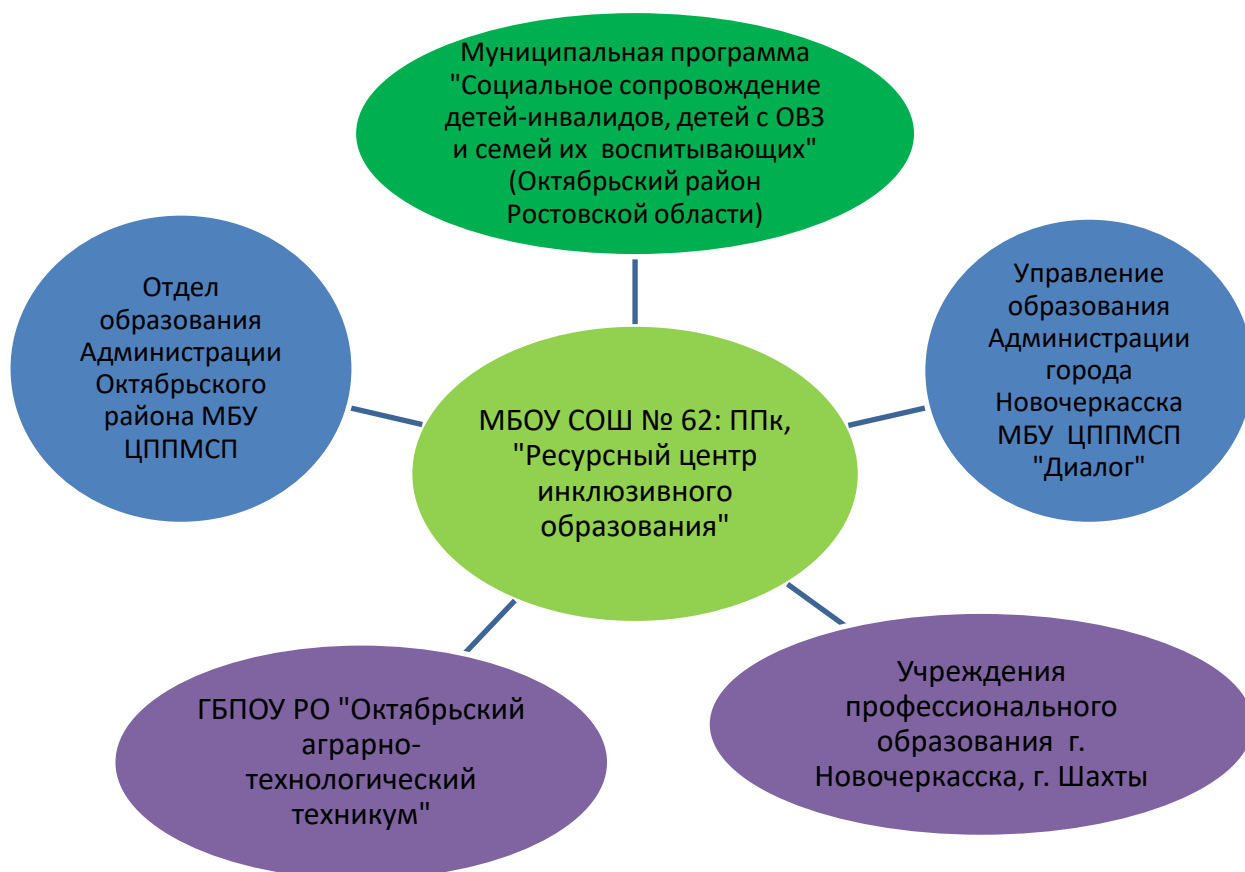 Муниципальная программа
"Социальное сопровождение
детей-инвалидов, детей с ОВЗ
и семей их воспитывающих"
(Октябрьский район
Ростовской области)
Отдел
образования
Администрации
Октябрьского
района МБУ
ЦППМСП
Управление
образования
Администрации
города
Новочеркасска
МБУ ЦППМСП
"Диалог"
МБОУ СОШ № 62: ППк,
"Ресурсный центр
инклюзивного
образования"
ГБПОУ РО "Октябрьский
аграрно-
технологический
техникум"
Учреждения
профессионального
образования г.
Новочеркасска, г. Шахты